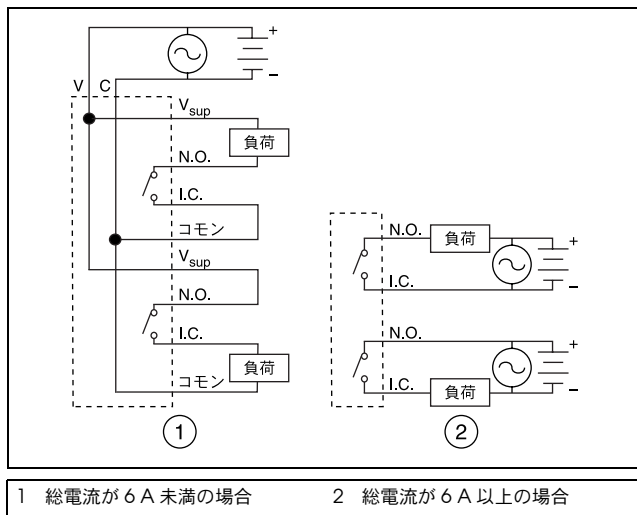 +
−
V C
Vsup
負荷
N.O.
I.C.
コモン
Vsup
N.O.
I.C.
負荷
コモン
1
N.O.
負荷
+
I.C.
−
N.O.
+
I.C.
負荷
−
2
1 総電流が 6 A 未満の場合 2 総電流が 6 A 以上の場合